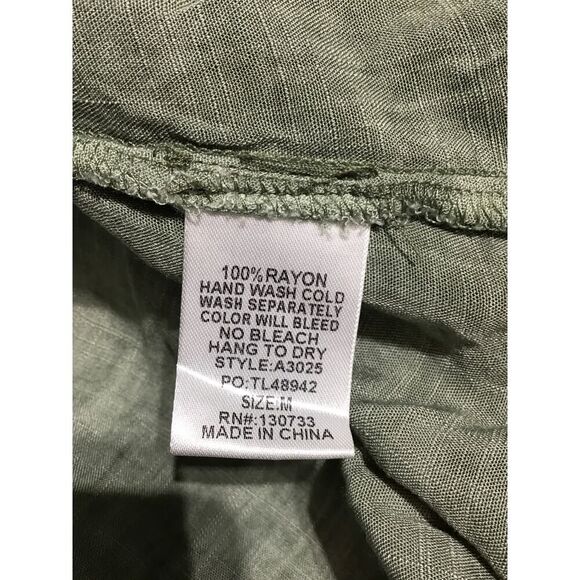 100% RAYON
HAND WASH COLD
WASH SEPARATELY
COLOR WILL BLEED
NO BLEACH
HANG TO DRY
STYLE:A3025
PO:TL48942
SIZE:M
RN#:130733
MADE IN CHINA